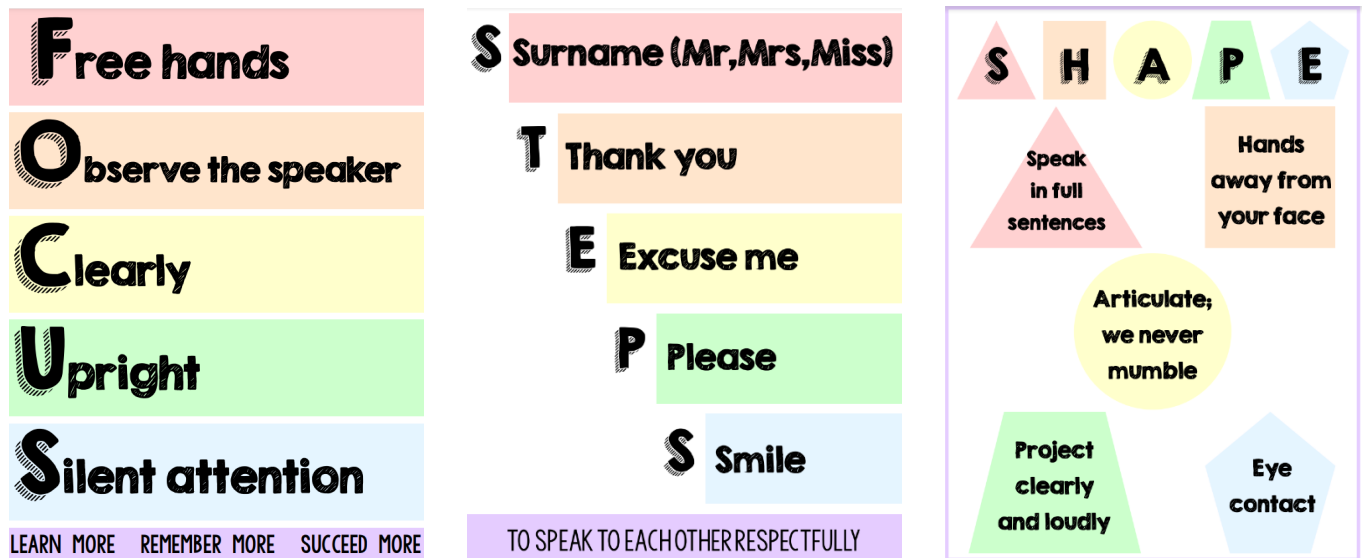 Free hands
Observe the speaker
Clearly
Upright
Silent attention
LEARN MORE REMEMBER MORE SUCCEED MORE
S Surname (Mr,Mrs,Miss)
T Thank you
E Excuse me
P Please
S Smile
TO SPEAK TO EACH OTHER RESPECTFULLY
S H A P E
Speak
in full
sentences
Hands
away from
your face
Articulate;
we never
mumble
Project
clearly
and loudly
Eye
contact